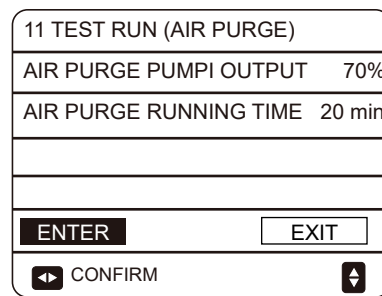 11 TEST RUN (AIR PURGE)
AIR PURGE PUMPI OUTPUT 70%
AIR PURGE RUNNING TIME 20 min
ENTER EXIT
CONFIRM